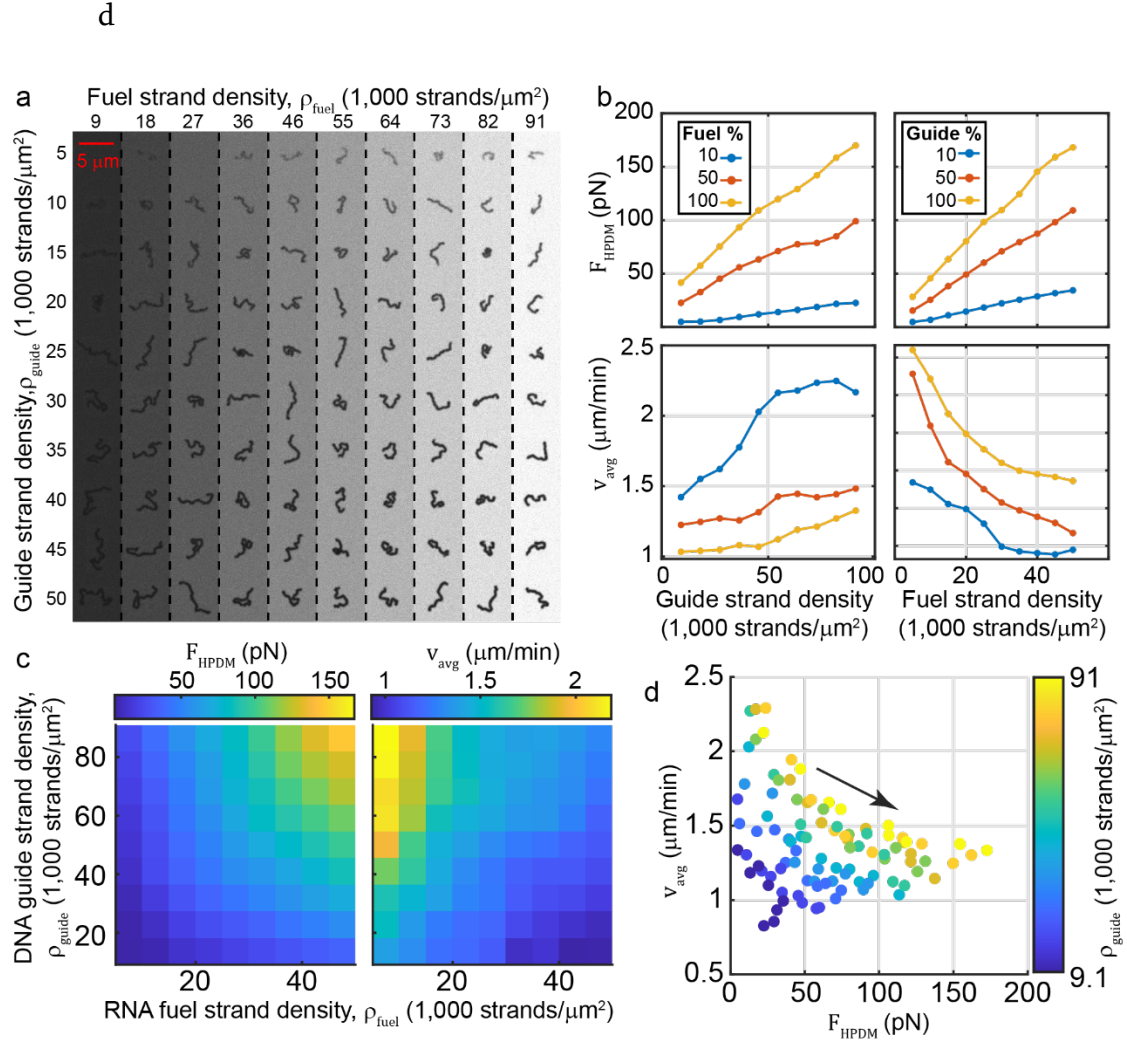 d
a
Fuel strand density, ρfuel (1,000 strands/μm²)
9 18 27 36 46 55 64 73 82 91
Guide strand density,ρguide (1,000 strands/μm²)
5
10
15
20
25
30
35
40
45
50
5 μm
b
FHPDM (pN)
200
150
100
50
Fuel %
10
50
100
Guide %
10
50
100
vavg (μm/min)
2.5
2
1.5
1
0 50 100
0 20 40
Guide strand density
(1,000 strands/μm²)
Fuel strand density
(1,000 strands/μm²)
c
FHPDM (pN)
50 100 150
vavg (μm/min)
1 1.5 2
DNA guide strand density,
ρguide (1,000 strands/μm²)
80
60
40
20
20 40
20 40
RNA fuel strand density, ρfuel (1,000 strands/μm²)
d
vavg (μm/min)
2.5
2
1.5
1
0.5
0 50 100 150 200
FHPDM (pN)
91
9.1
ρguide (1,000 strands/μm²)